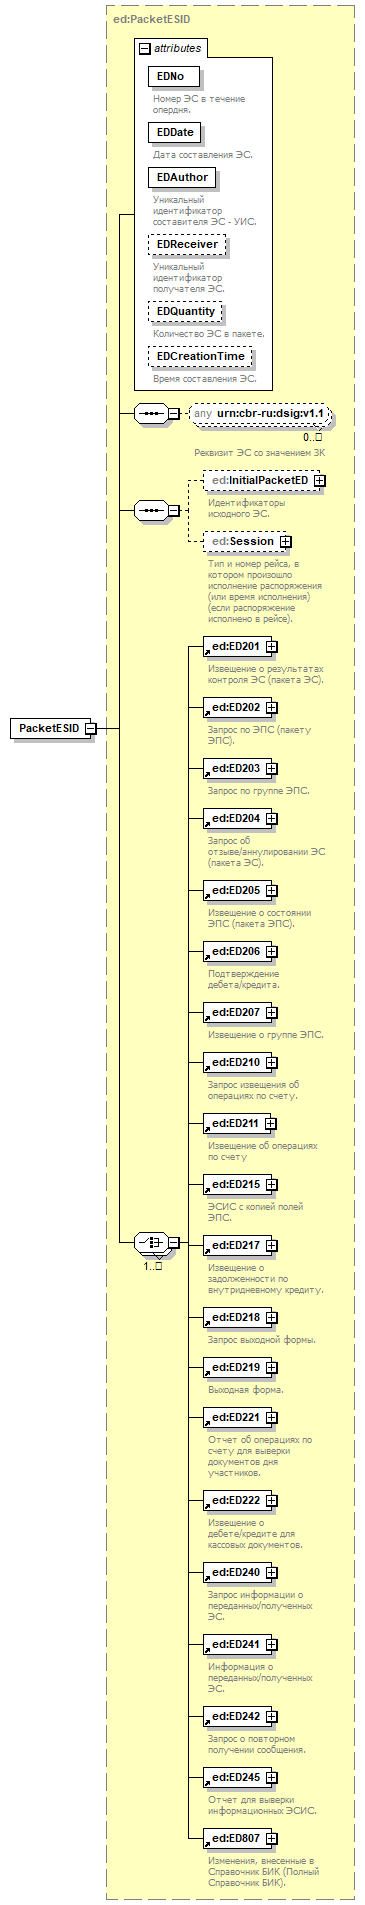 ed:PacketESID
attributes
EDNo
Номер ЭС в течение
опердня.
EDDate
Дата составления ЭС.
EDAuthor
Уникальный
идентификатор
составителя ЭС - УИС.
EDReceiver
Уникальный
идентификатор
получателя ЭС.
EDQuantity
Количество ЭС в пакете.
EDCreationTime
Время составления ЭС.
any urn:cbr-ru:dsig:v1.1
0..
Реквизит ЭС со значением ЗК
ed:InitialPacketED
Идентификаторы
исходного ЭС.
ed:Session
Тип и номер рейса, в
котором произошло
исполнение распоряжения
(или время исполнения)
(если распоряжение
исполнено в рейсе).
ed:ED201
Извещение о результатах
контроля ЭС (пакета ЭС).
ed:ED202
Запрос по ЭПС (пакету
ЭПС).
ed:ED203
Запрос по группе ЭПС.
ed:ED204
Запрос об
отзыве/аннулировании ЭС
(пакета ЭС).
PacketESID
ed:ED205
Извещение о состоянии
ЭПС (пакета ЭПС).
ed:ED206
Подтверждение
дебета/кредита.
ed:ED207
Извещение о группе ЭПС.
ed:ED210
Запрос извещения об
операциях по счету.
ed:ED211
Извещение об операциях
по счету
ed:ED215
ЭСИС с копией полей
ЭПС.
1..
ed:ED217
Извещение о
задолженности по
внутридневному кредиту.
ed:ED218
Запрос выходной формы.
ed:ED219
Выходная форма.
ed:ED221
Отчет об операциях по
счету для выверки
документов дня
участников.
ed:ED222
Извещение о
дебете/кредите для
кассовых документов.
ed:ED240
Запрос информации о
переданных/полученных
ЭС.
ed:ED241
Информация о
переданных/полученных
ЭС.
ed:ED242
Запрос о повторном
получении сообщения.
ed:ED245
Отчет для выверки
информационных ЭСИС.
ed:ED807
Изменения, внесенные в
Справочник БИК (Полный
Справочник БИК).